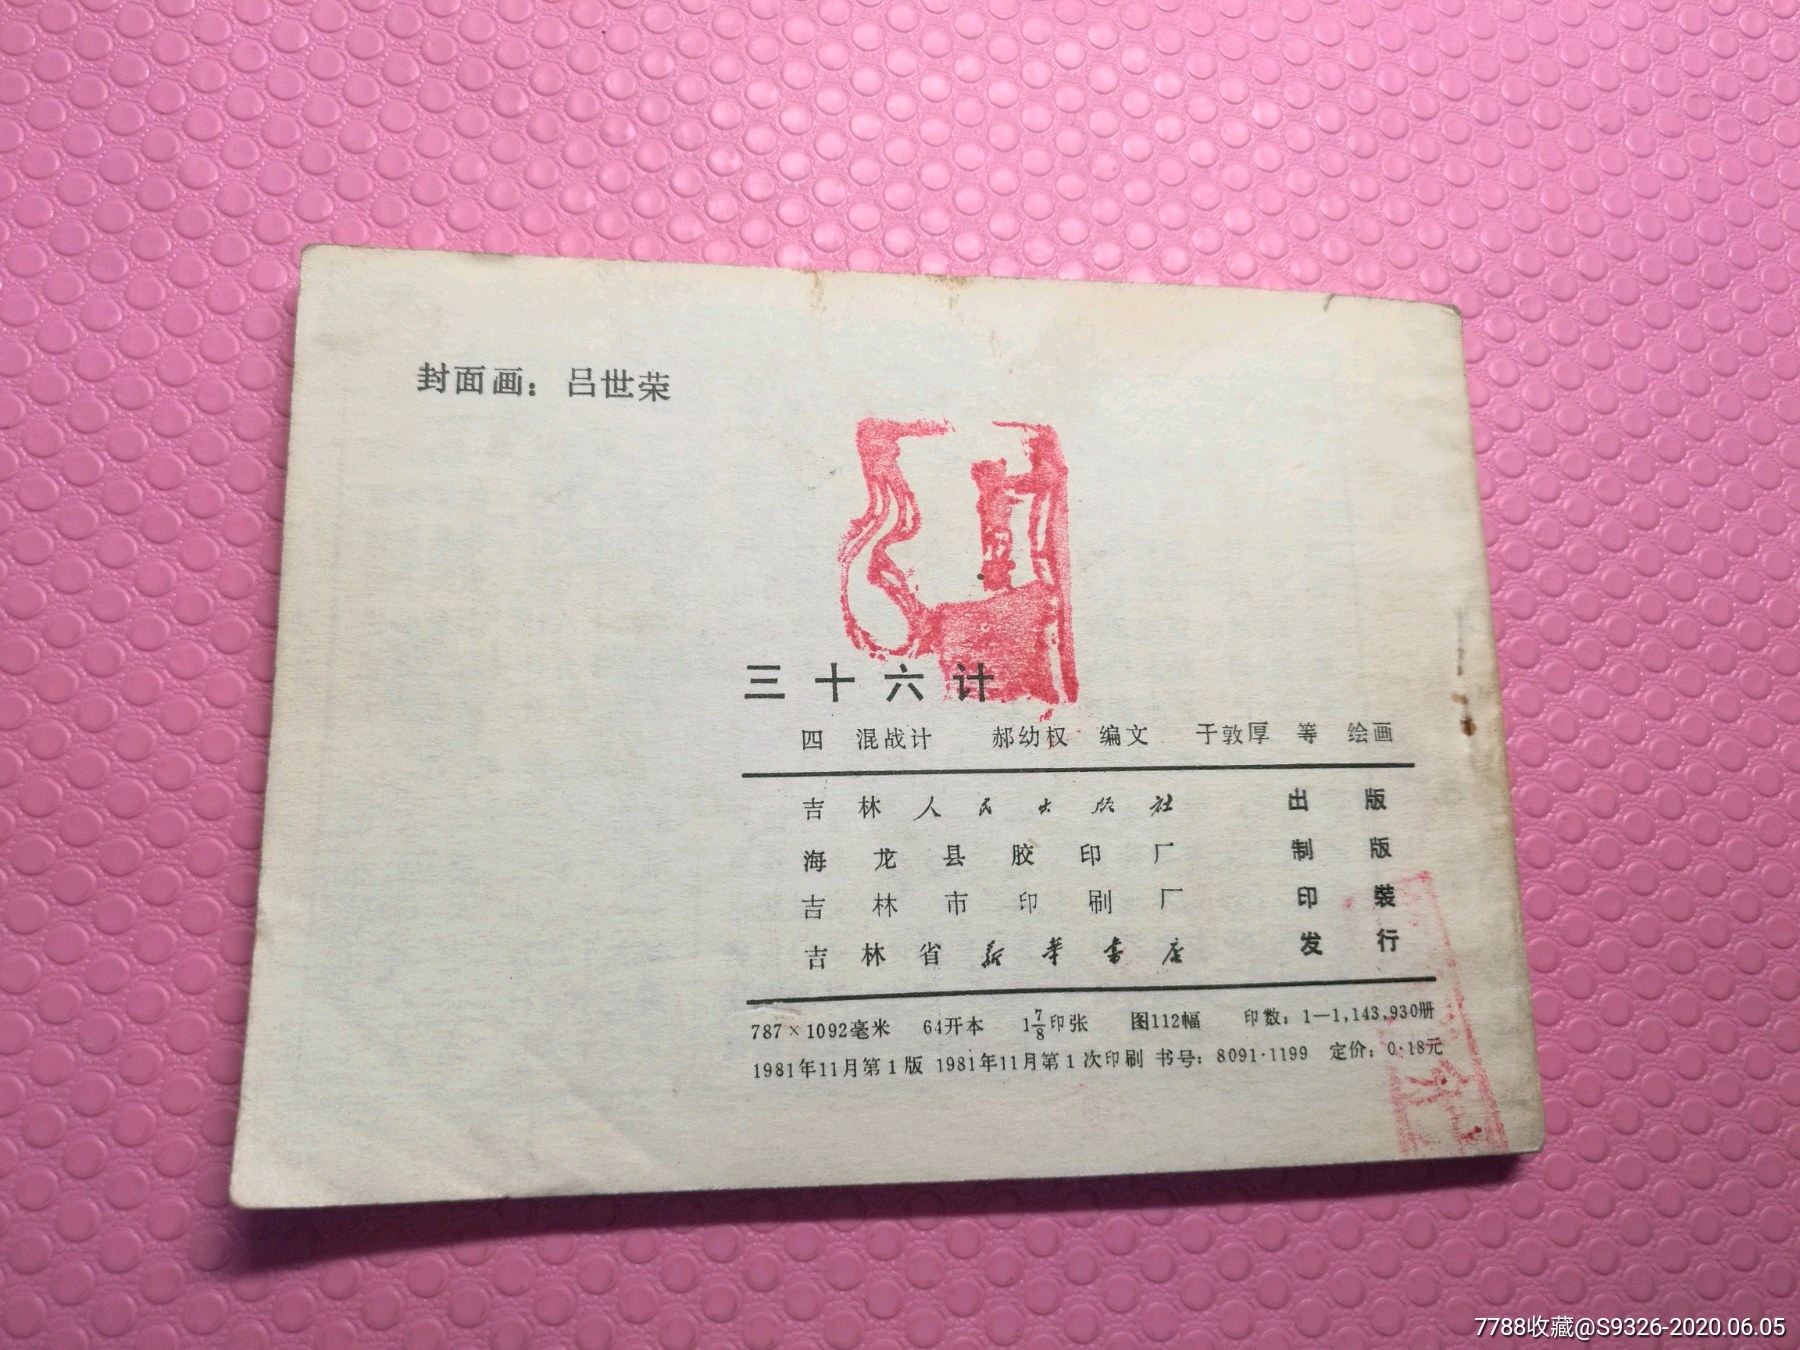 封面画：吕世荣
三十六计
四 混战计 郝幼权 编文 于敦厚 等 绘画
吉林人民出版社 出版
海龙县胶印厂 制版
吉林市印刷厂 印装
吉林省新华书店 发行
787×1092毫米 64开本 1 7/8印张 图112幅 印数：1—1,143,930册
1981年11月第1版 1981年11月第1次印刷 书号：8091·1199 定价：0.18元
7788收藏@S9326-2020.06.05